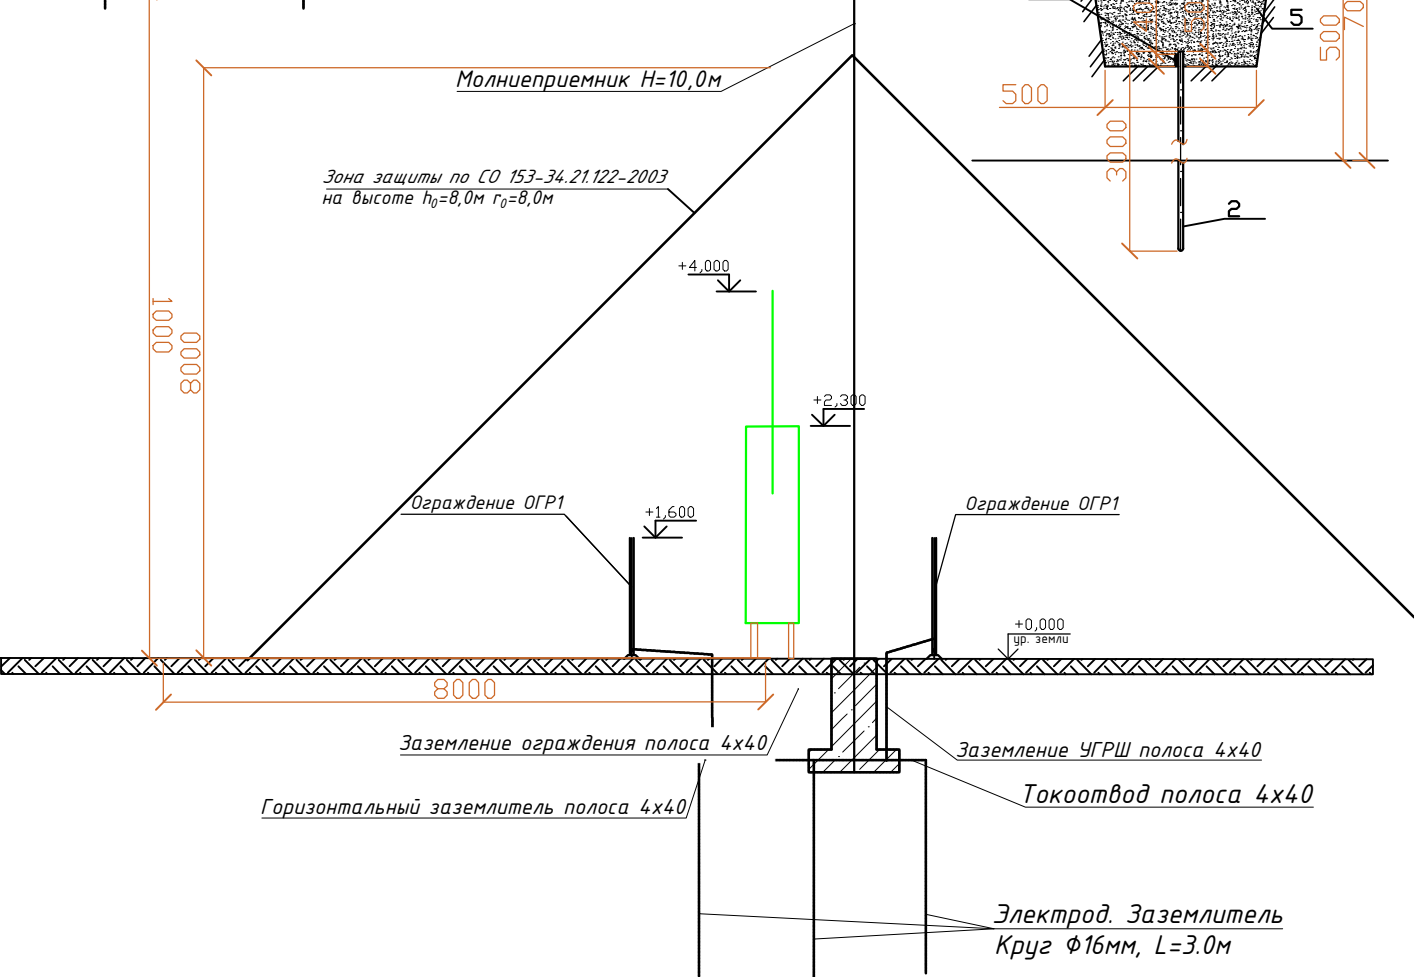 Молниеприемник Н=10,0м
Зона защиты по СО 153-34.21.122-2003
на высоте h₀=8,0м r₀=8,0м
+4,000
+2,300
Ограждение ОГР1
+1,600
Ограждение ОГР1
+0,000
ур. земли
1000
8000
8000
Заземление ограждения полоса 4х40
Заземление УГРШ полоса 4х40
Горизонтальный заземлитель полоса 4х40
Токоотвод полоса 4х40
Электрод. Заземлитель
Круг Ф16мм, L=3.0м
5
500
500
3000
2